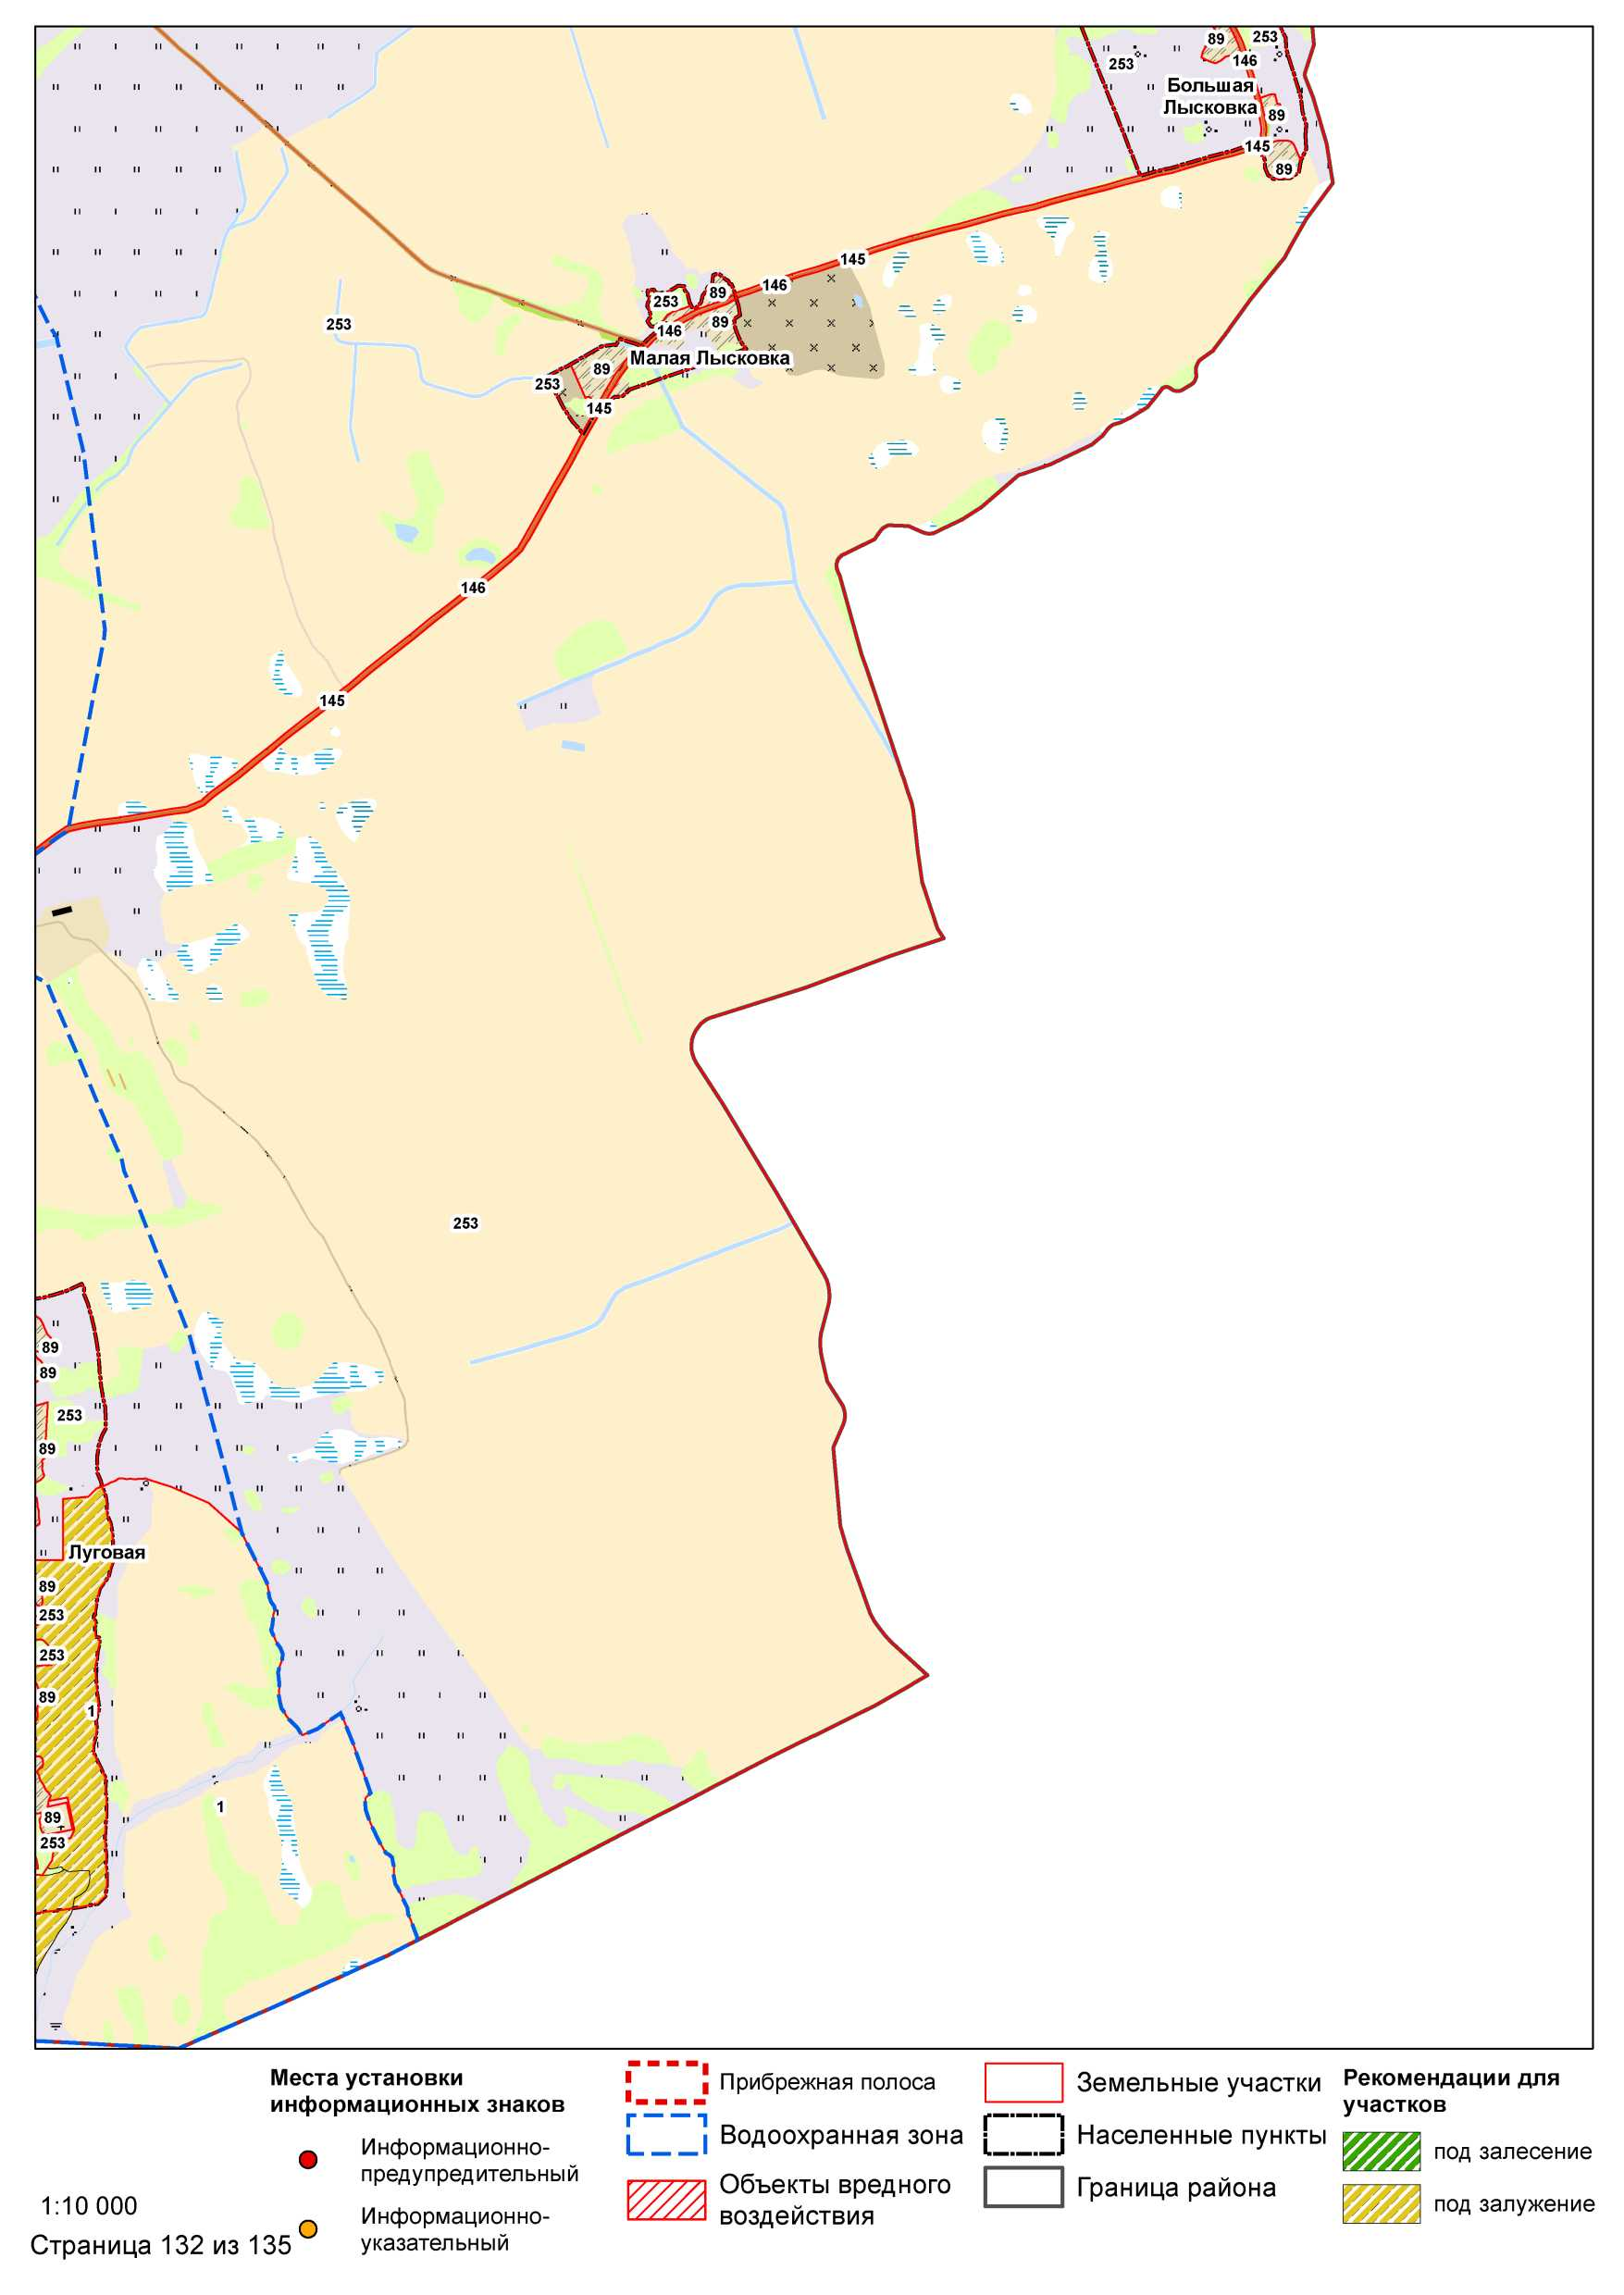 89
253
146
253
Большая
Лысковка
89
145
89
145
146
89
253
253
89
146
Малая Лысковка
89
253
145
146
145
253
89
89
253
89
Луговая
89
253
253
89
1
1
89
253
Места установки
информационных знаков
Информационно-
предупредительный
Информационно-
указательный
Прибрежная полоса
Водоохранная зона
Объекты вредного
воздействия
Земельные участки
Населенные пункты
Граница района
Рекомендации для
участков
под залесение
под залужение
1:10 000
Страница 132 из 135